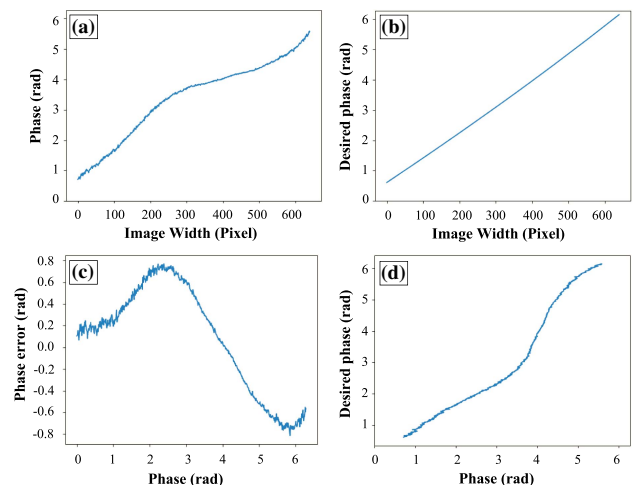 (a)
6
5
4
3
2
1
0
Phase (rad)
0 100 200 300 400 500 600
Image Width (Pixel)
(b)
6
5
4
3
2
1
0
Desired phase (rad)
0 100 200 300 400 500 600
Image Width (Pixel)
(c)
0.8
0.6
0.4
0.2
0.0
-0.2
-0.4
-0.6
-0.8
Phase error (rad)
0 1 2 3 4 5 6
Phase (rad)
(d)
6
5
4
3
2
1
Desired phase (rad)
0 1 2 3 4 5 6
Phase (rad)